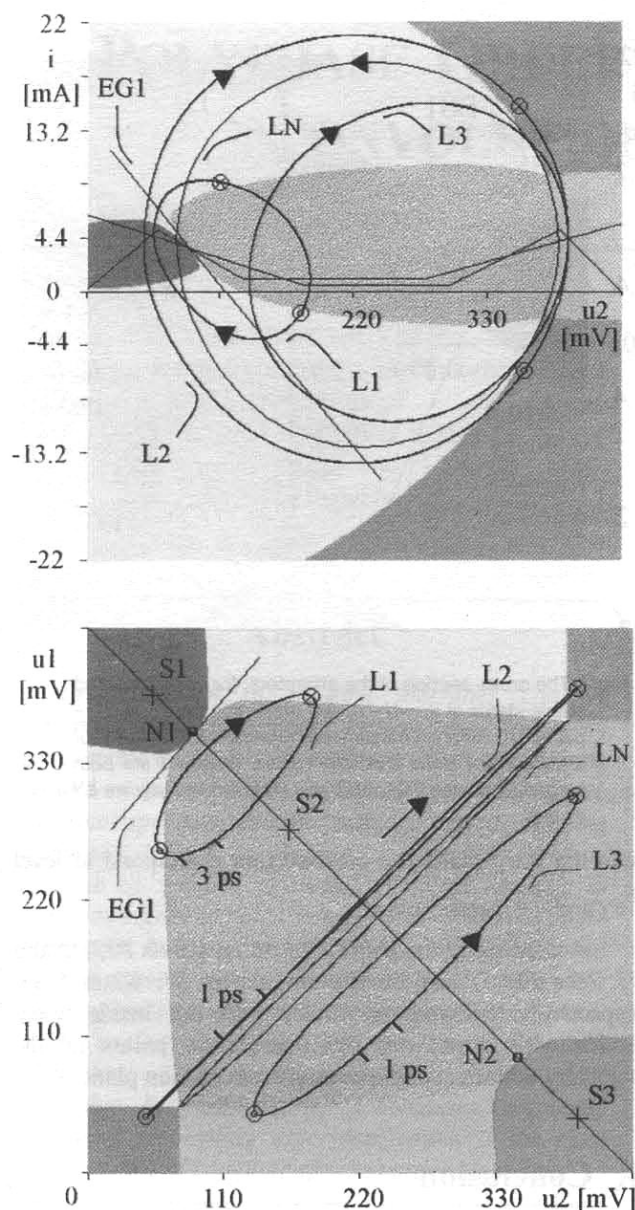 22
i
[mA]
EG1
LN
L3
13.2
4.4
0
220
330
u2
[mV]
-4.4
L1
L2
-13.2
-22
u1
[mV]
S1
N1
L1
L2
LN
330
S2
3 ps
L3
EG1
220
1 ps
110
1 ps
N2
S3
0
110
220
330
u2 [mV]